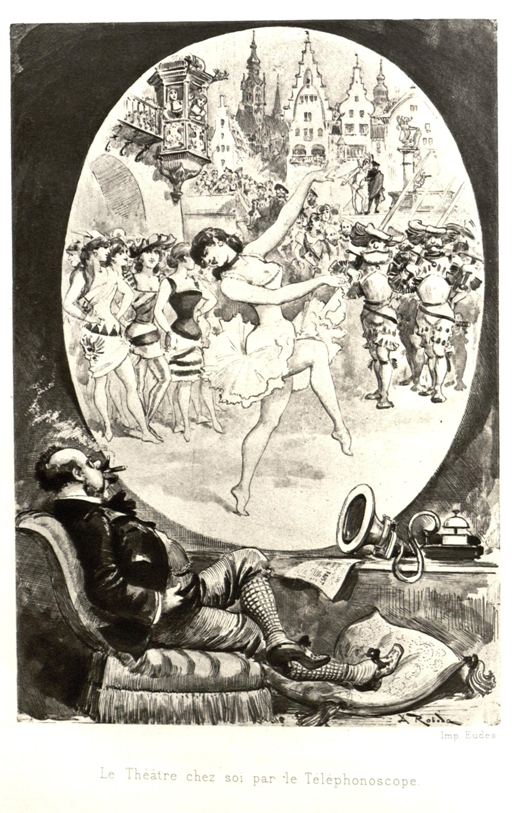 A. Robida
Imp Eudes
Le Théâtre chez soi par le Téléphonoscope.